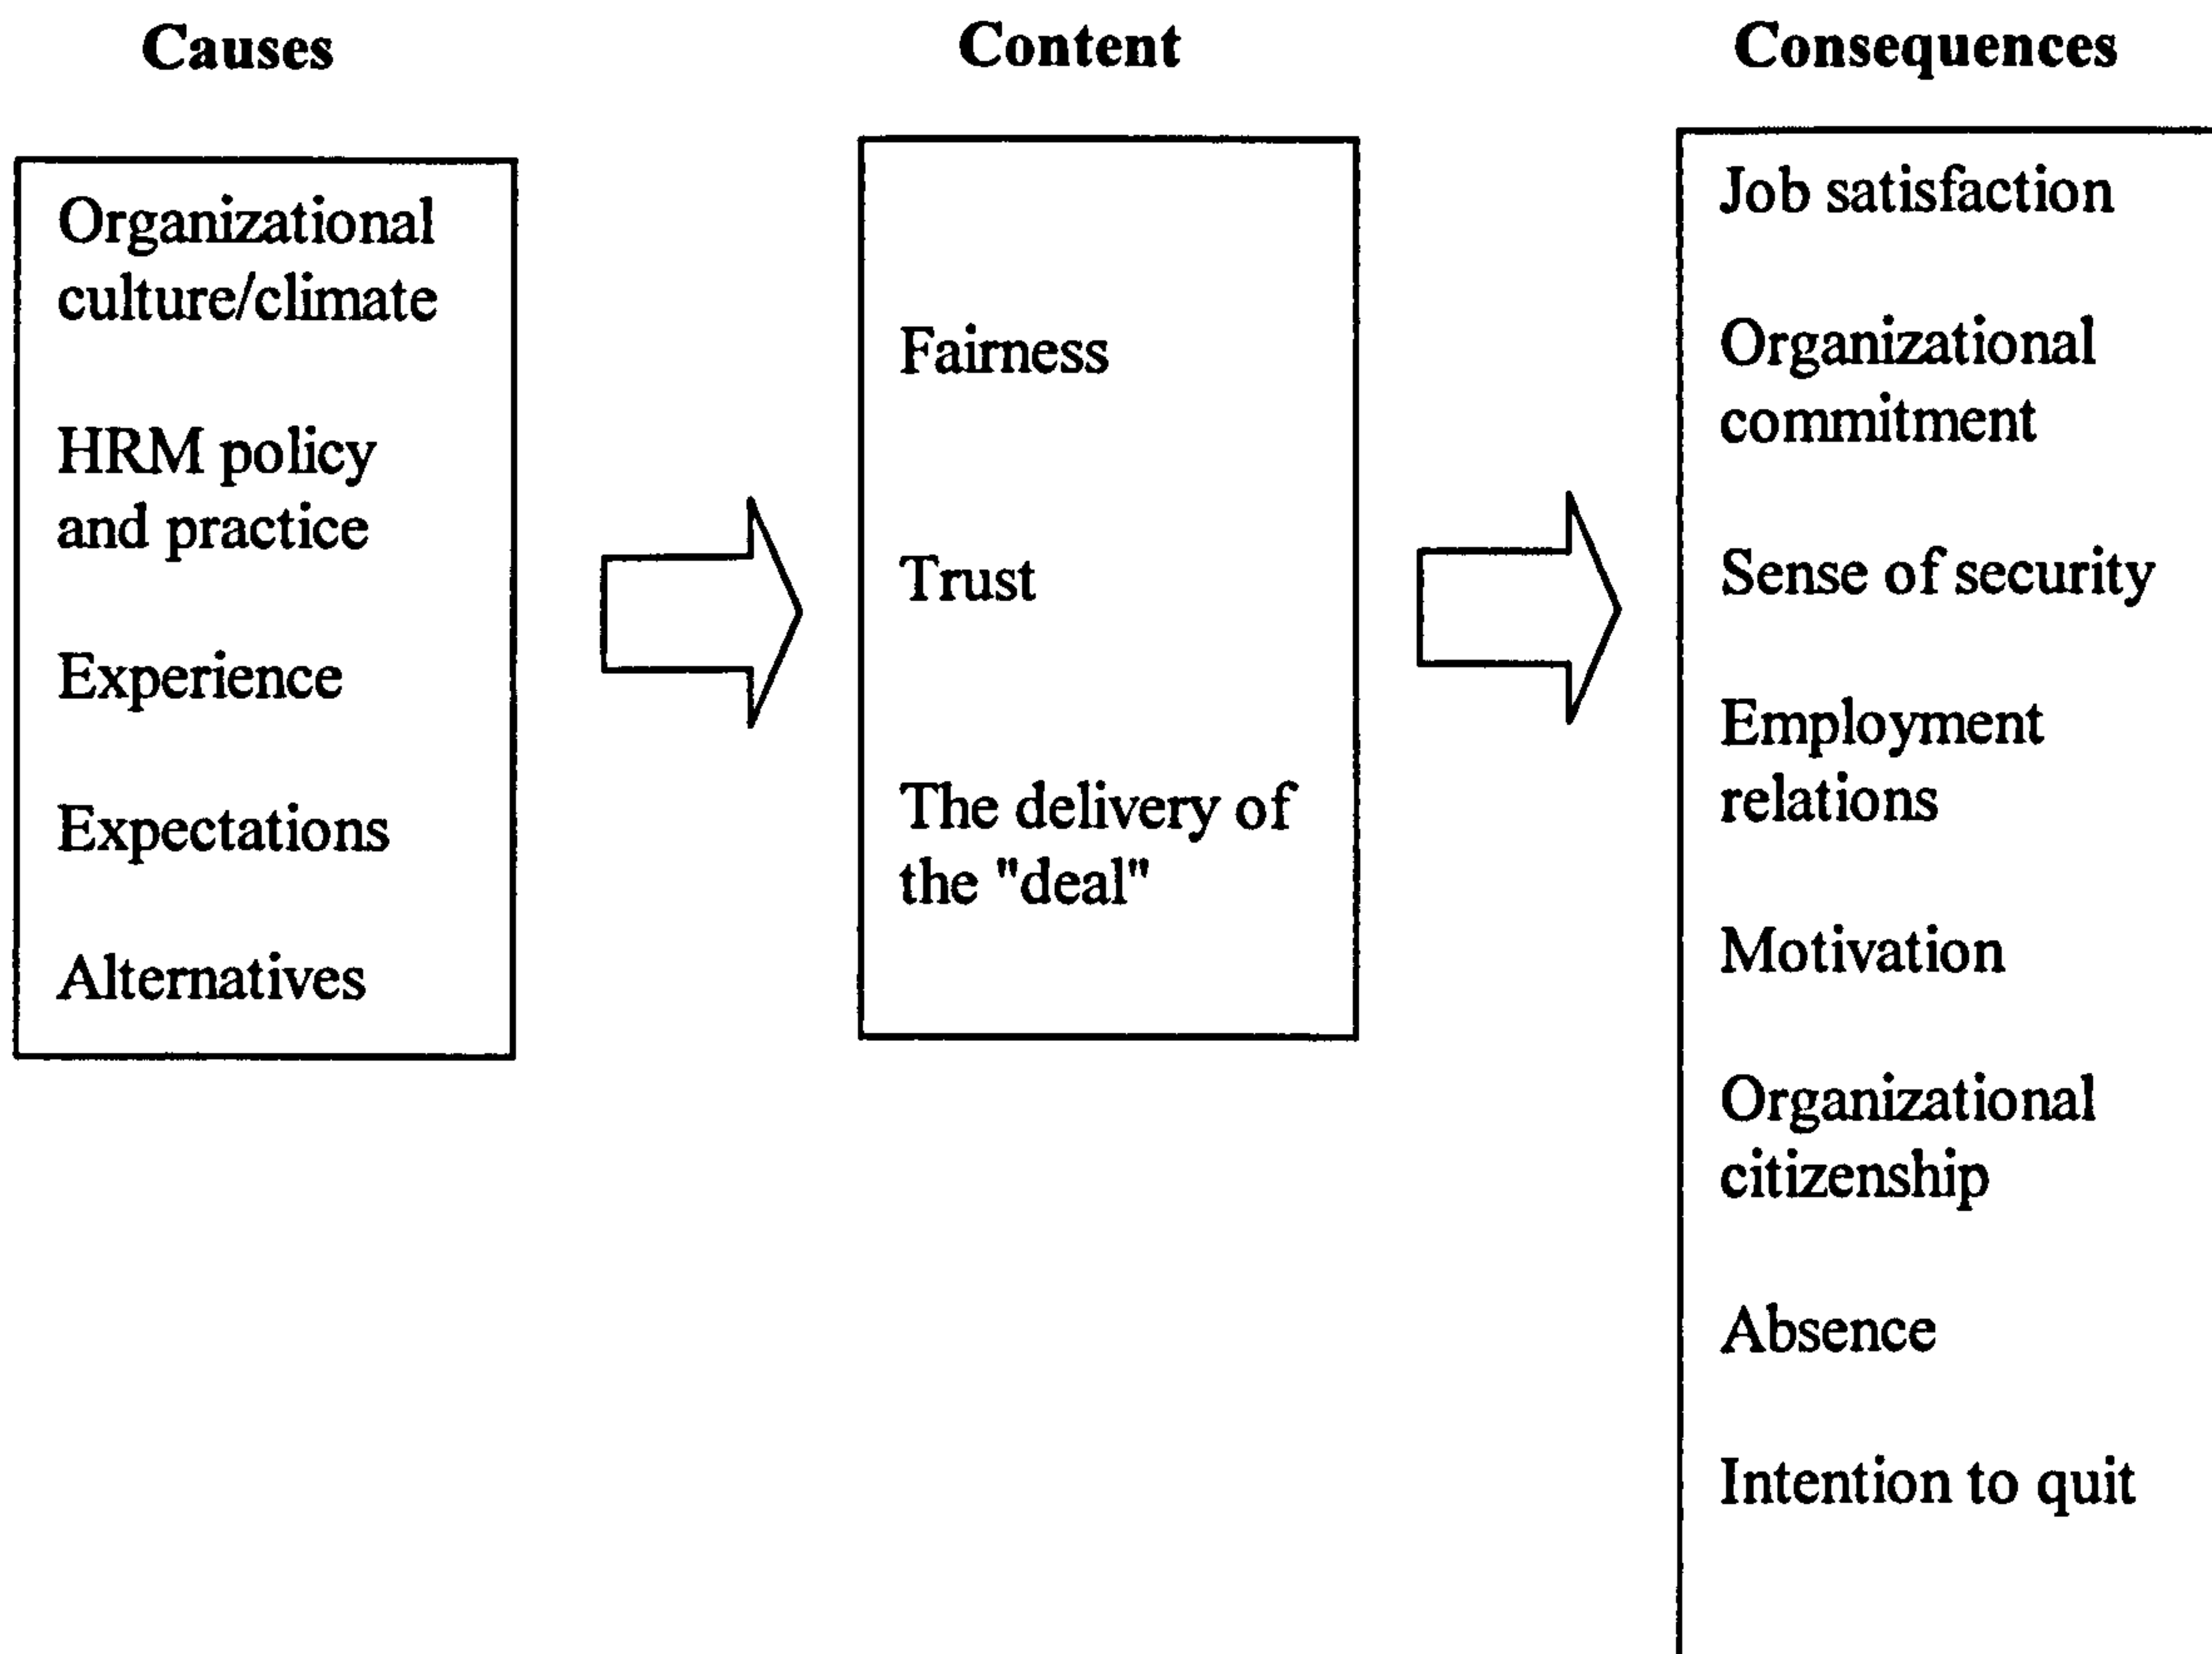 Causes
Content
Consequences
Organizational
culture/climate
HRM policy
and practice
Experience
Expectations
Alternatives
Fairness
Trust
The delivery of
the "deal"
Job satisfaction
Organizational
commitment
Sense of security
Employment
relations
Motivation
Organizational
citizenship
Absence
Intention to quit